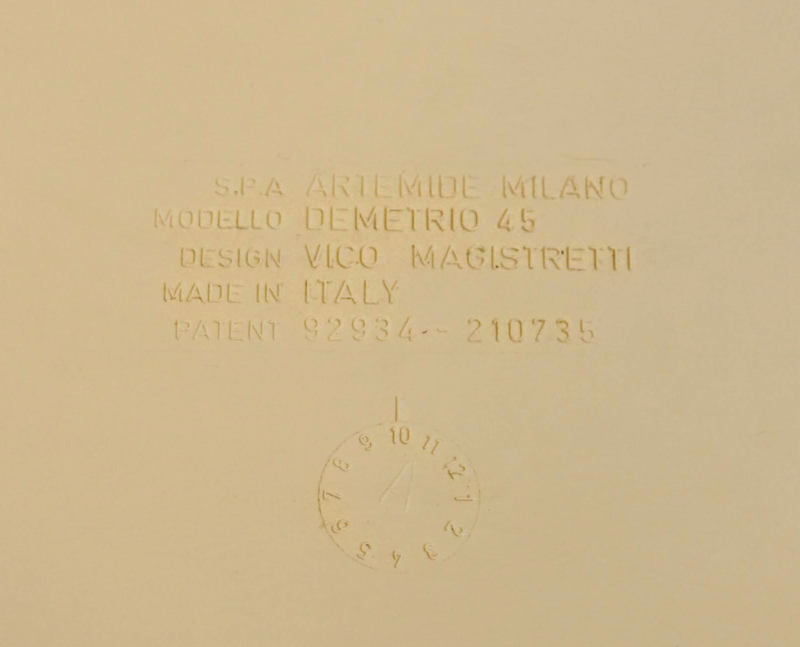 S.P.A ARTEMIDE MILANO
MODELLO DEMETRIO 45
DESIGN VICO MAGISTRETTI
MADE IN ITALY
PATENT 92934-- 210735
10 11 12 1 2 3 4 5 6 7 8 9
A